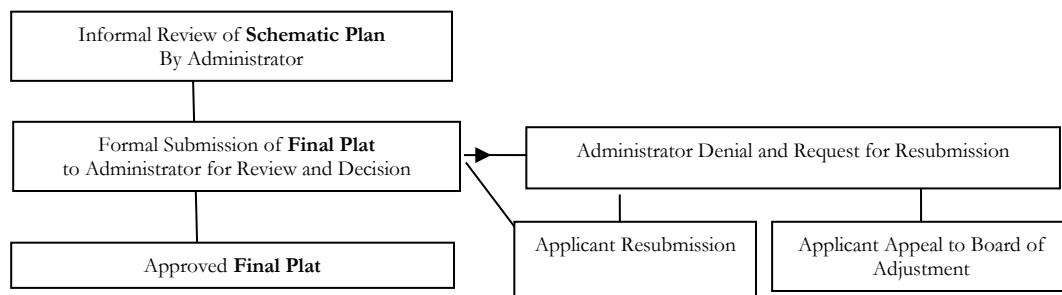 Informal Review of Schematic Plan
By Administrator
Formal Submission of Final Plat
to Administrator for Review and Decision
Administrator Denial and Request for Resubmission
Applicant Resubmission
Applicant Appeal to Board of
Adjustment
Approved Final Plat